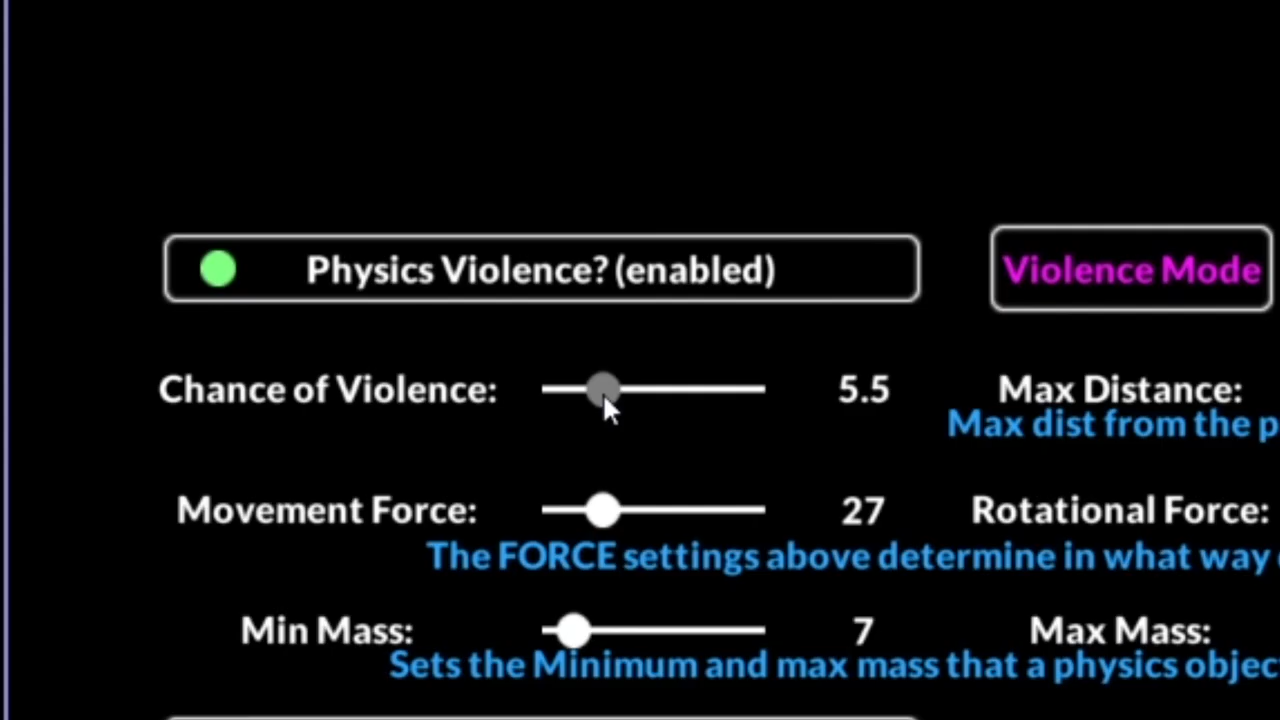 Physics Violence? (enabled)
Violence Mode
Chance of Violence: 5.5 Max Distance:
Max dist from the p
Movement Force: 27 Rotational Force:
The FORCE settings above determine in what way
Min Mass: 7 Max Mass:
Sets the Minimum and max mass that a physics objec